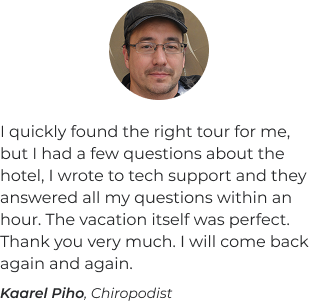 I quickly found the right tour for me,
but I had a few questions about the
hotel, I wrote to tech support and they
answered all my questions within an
hour. The vacation itself was perfect.
Thank you very much. I will come back
again and again.
Kaarel Piho, Chiropodist